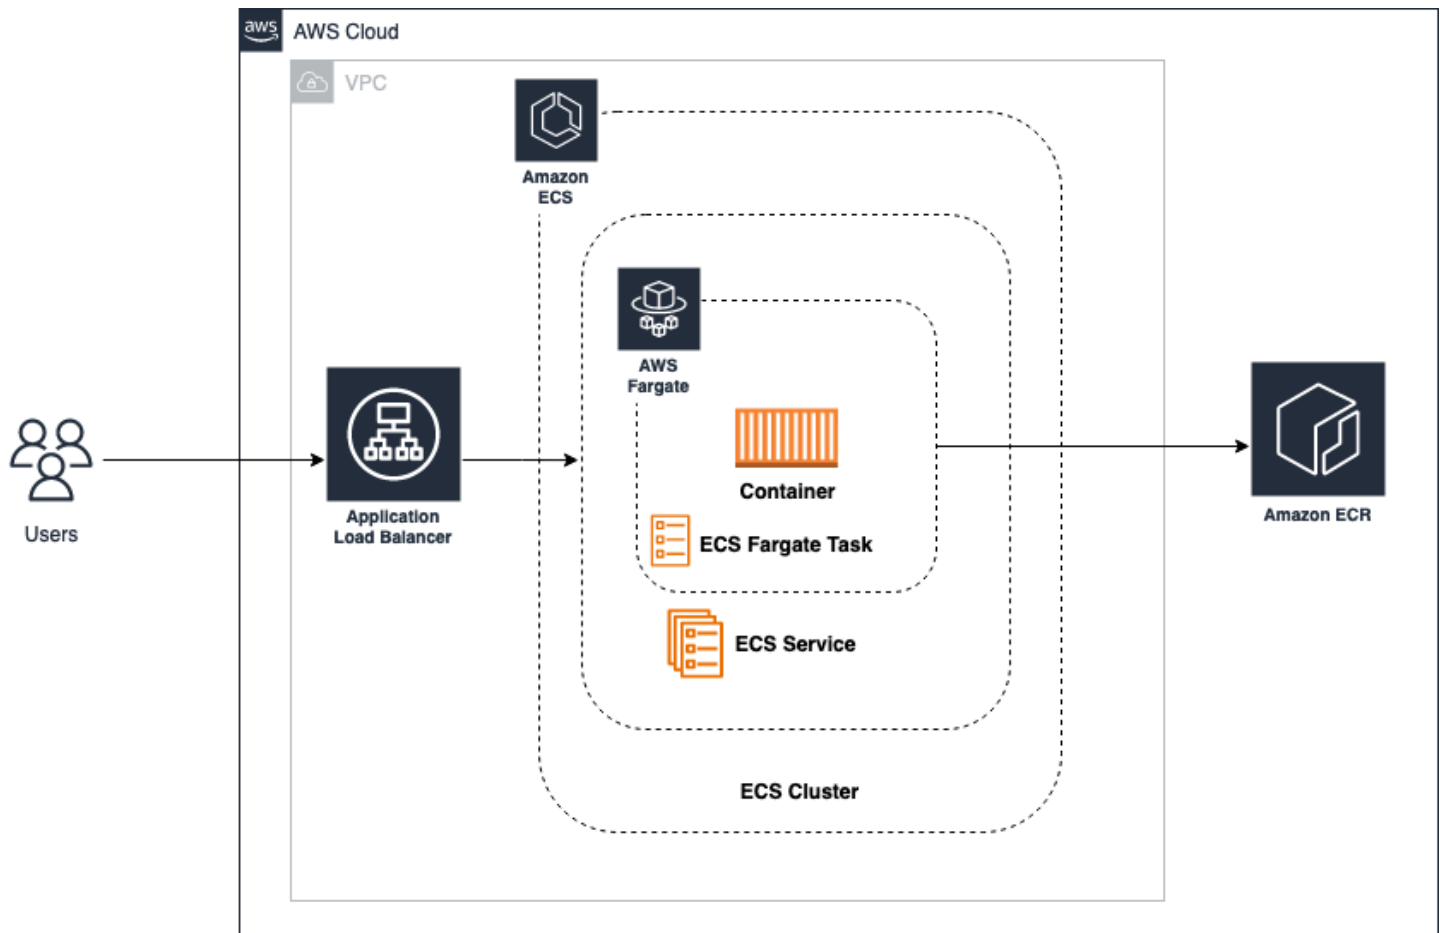 aws
AWS Cloud
VPC
Amazon
ECS
AWS
Fargate
Container
Application
Load Balancer
Users
Amazon ECR
ECS Fargate Task
ECS Service
ECS Cluster